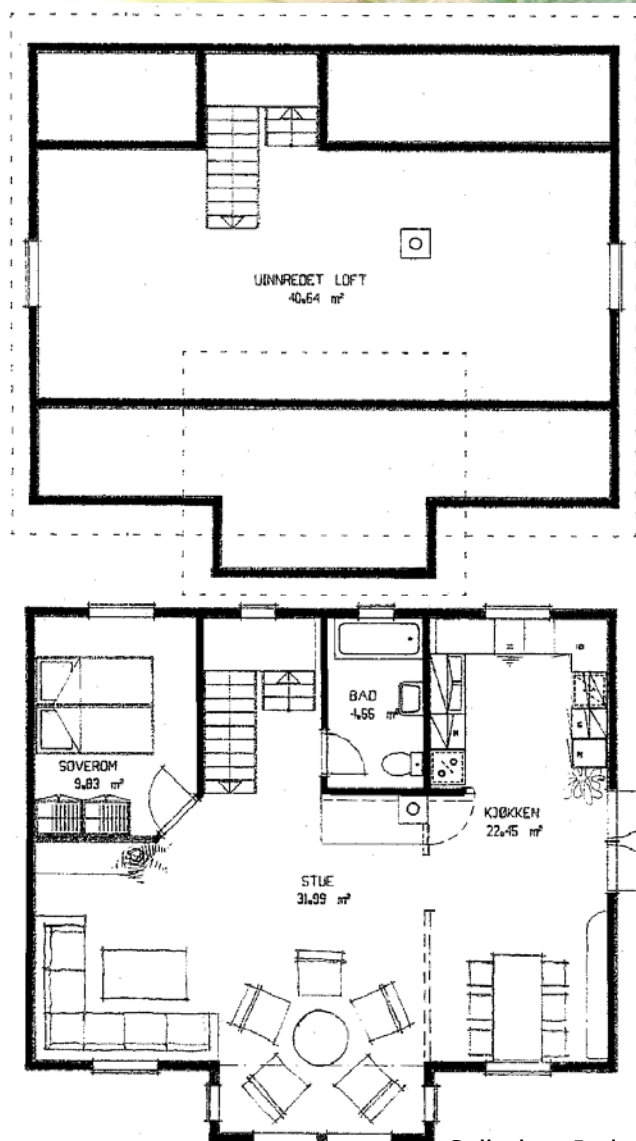 UINNREDET LOFT
40.64 m²
BAD
4.66 m²
SOVEROM
9.83 m²
KJØKKEN
22.45 m²
STUE
31.99 m²